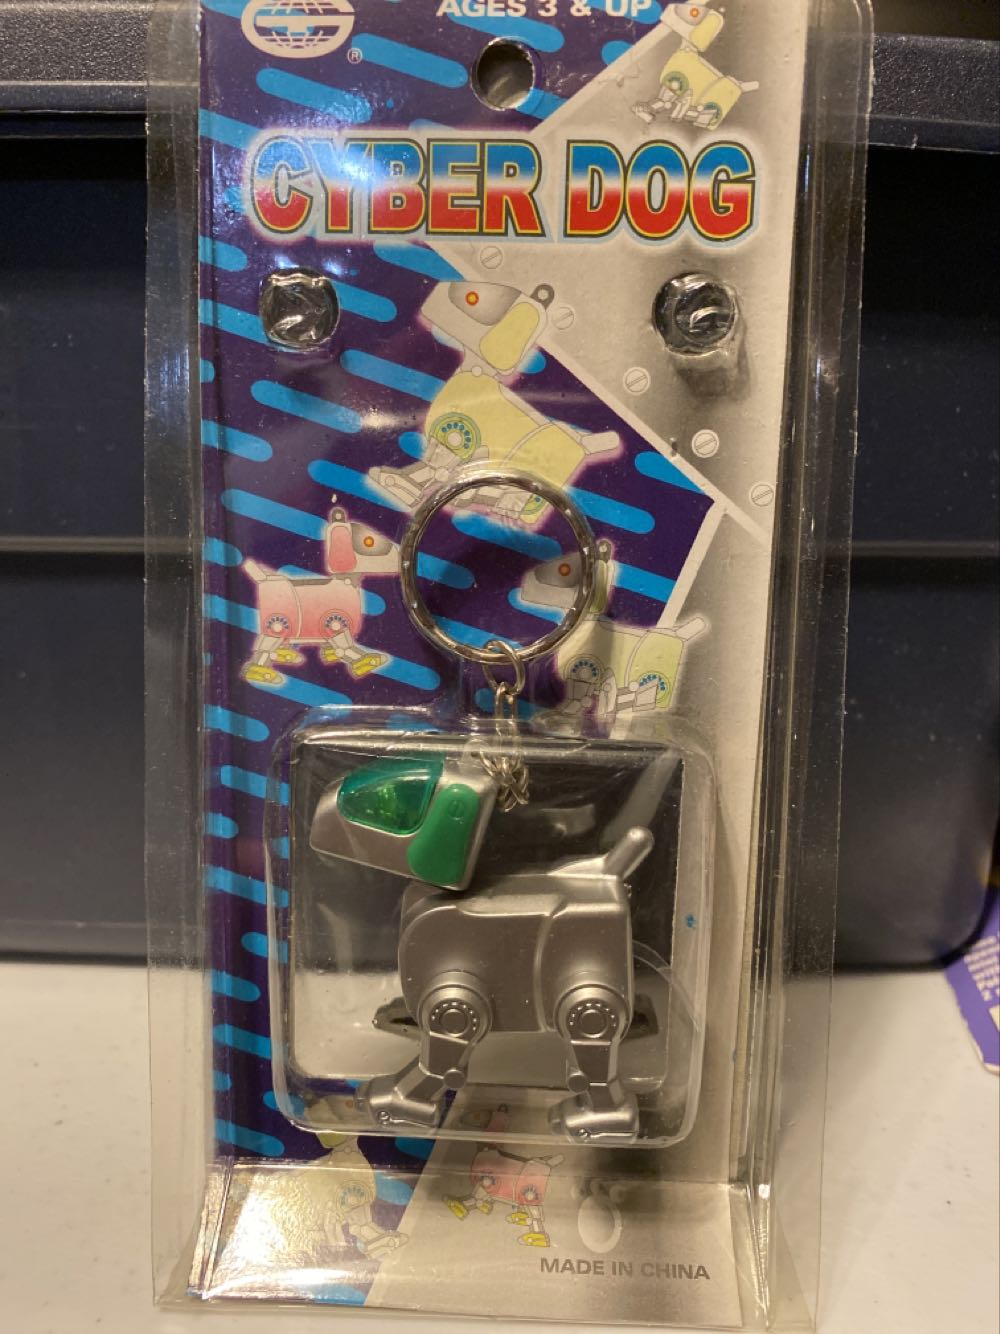 ®
AGES 3 & UP
CYBER DOG
MADE IN CHINA